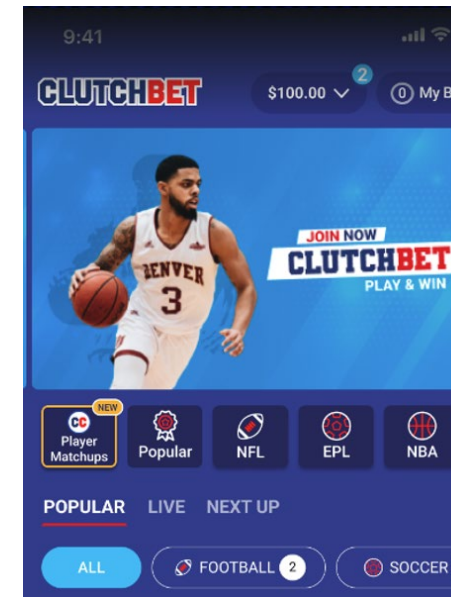 9:41
CLUTCHBET
$100.00
2
0 My B
DENVER
3
JOIN NOW
CLUTCHBET
PLAY & WIN
NEW
CC
Player
Matchups
Popular
NFL
EPL
NBA
POPULAR LIVE NEXT UP
ALL
FOOTBALL 2
SOCCER